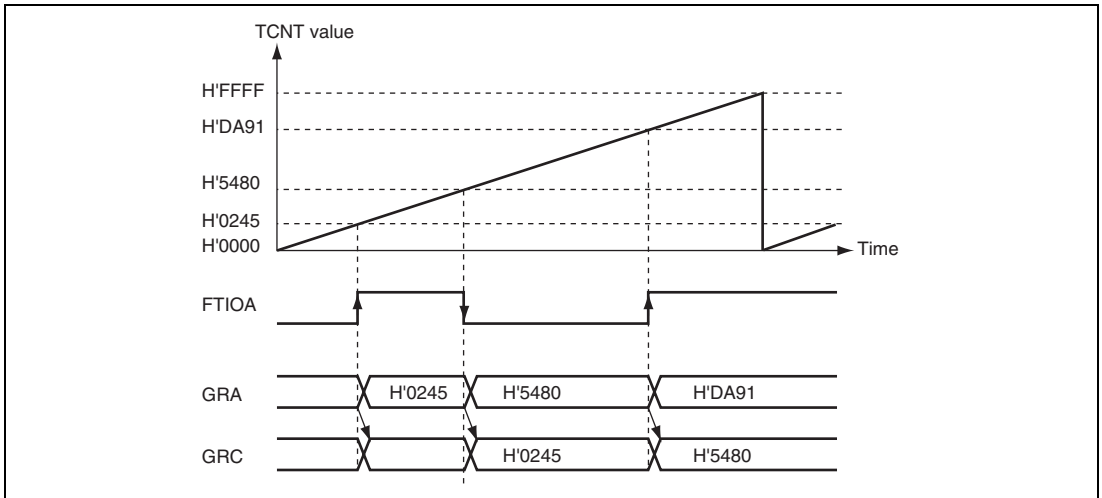 TCNT value
H'FFFF
H'DA91
H'5480
H'0245
H'0000
Time
FTIOA
GRA H'0245 H'5480 H'DA91
GRC H'0245 H'5480